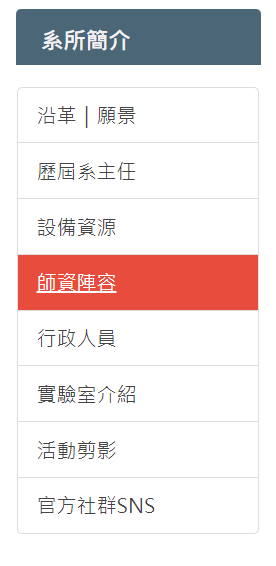 系所簡介
沿革｜願景
歷屆系主任
設備資源
師資陣容
行政人員
實驗室介紹
活動剪影
官方社群SNS